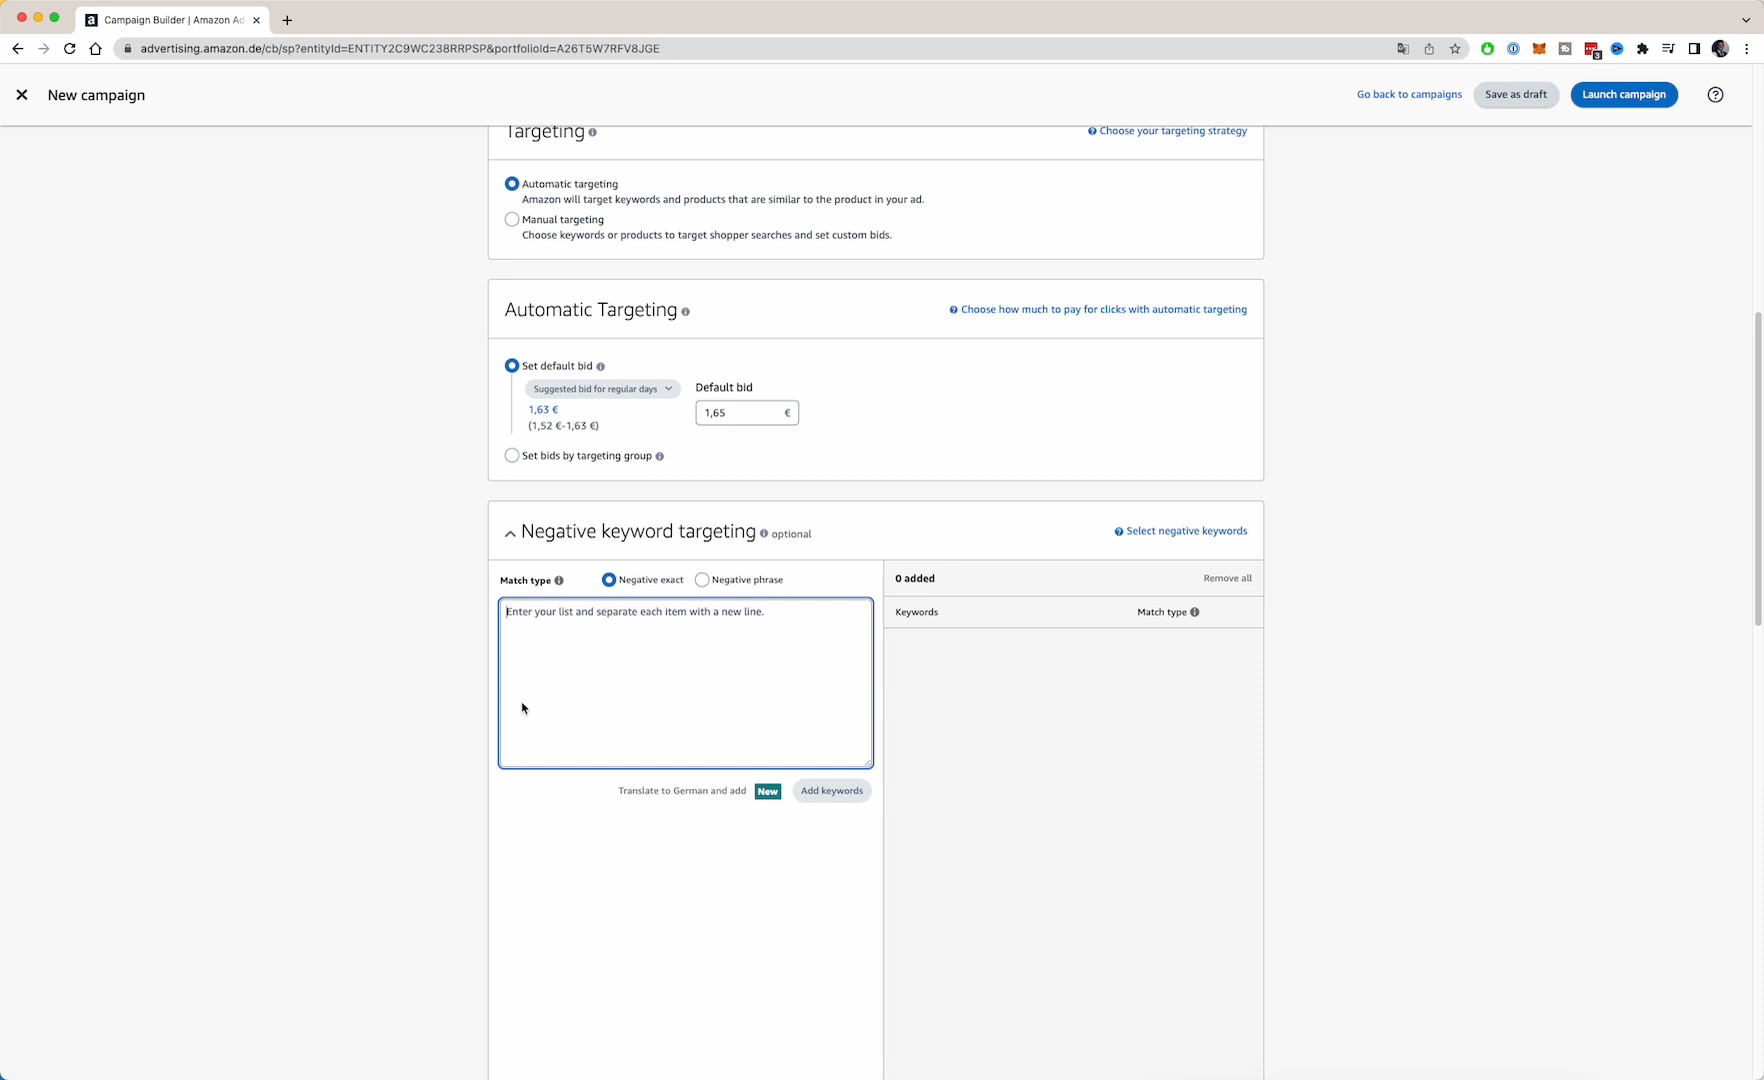 Campaign Builder | Amazon Ad
advertising.amazon.de/cb/sp?entityId=ENTITY2C9WC238RRPSP&portfolioId=A26T5W7RFV8JGE
New campaign
Go back to campaigns
Save as draft
Launch campaign
Targeting
Choose your targeting strategy
Automatic targeting
Amazon will target keywords and products that are similar to the product in your ad.
Manual targeting
Choose keywords or products to target shopper searches and set custom bids.
Automatic Targeting
Choose how much to pay for clicks with automatic targeting
Set default bid
Suggested bid for regular days
Default bid
1,63 €
1,65 €
(1,52 €-1,63 €)
Set bids by targeting group
Negative keyword targeting optional
Select negative keywords
Match type
Negative exact
Negative phrase
0 added
Remove all
Enter your list and separate each item with a new line.
Keywords
Match type
Translate to German and add
New
Add keywords